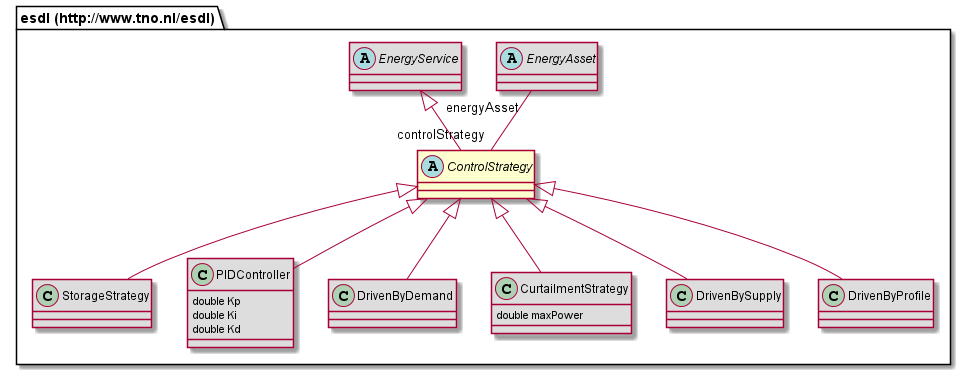 esdl (http://www.tno.nl/esdl)
A EnergyService
A EnergyAsset
energyAsset
controlStrategy
A ControlStrategy
C StorageStrategy
C PIDController
double Kp
double Ki
double Kd
C DrivenByDemand
C CurtailmentStrategy
double maxPower
C DrivenBySupply
C DrivenByProfile